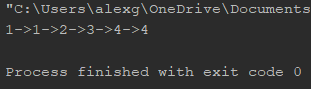 "C:\Users\alexg\OneDrive\Documents
1->1->2->3->4->4
Process finished with exit code 0